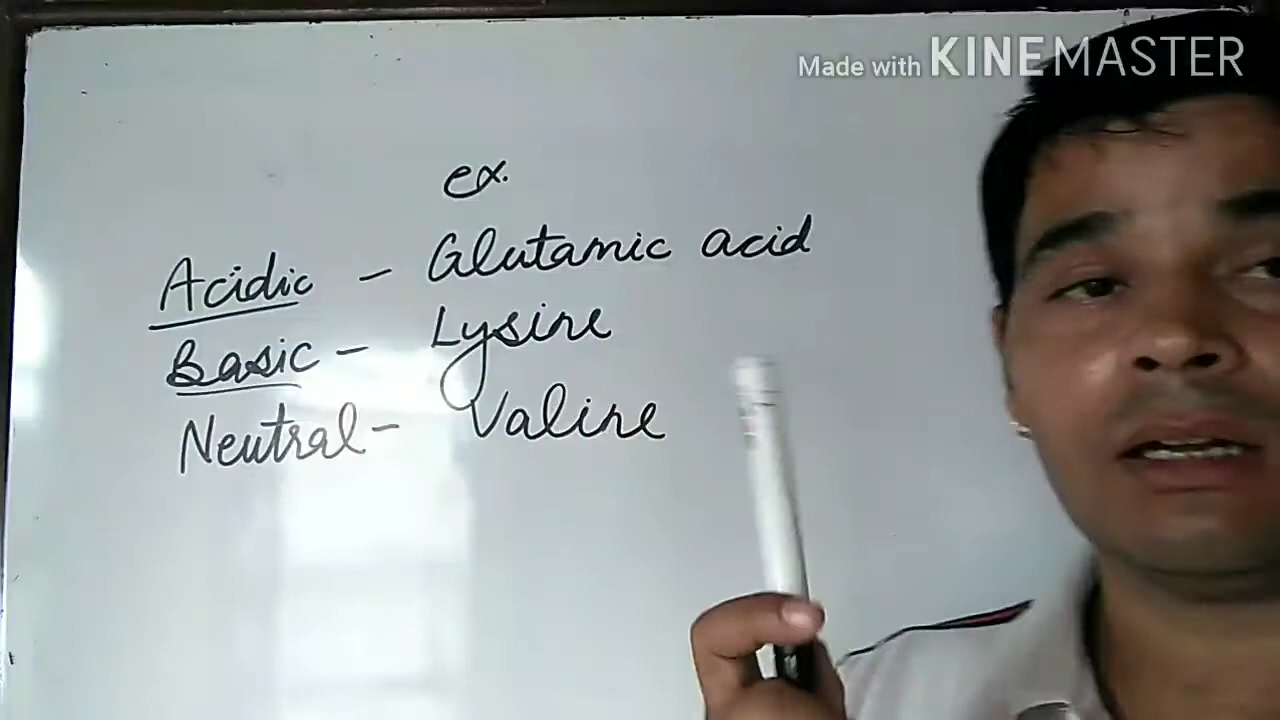 Made with KINEMASTER
ex.
Acidic - Glutamic acid
Basic - Lysine
Neutral - Valine